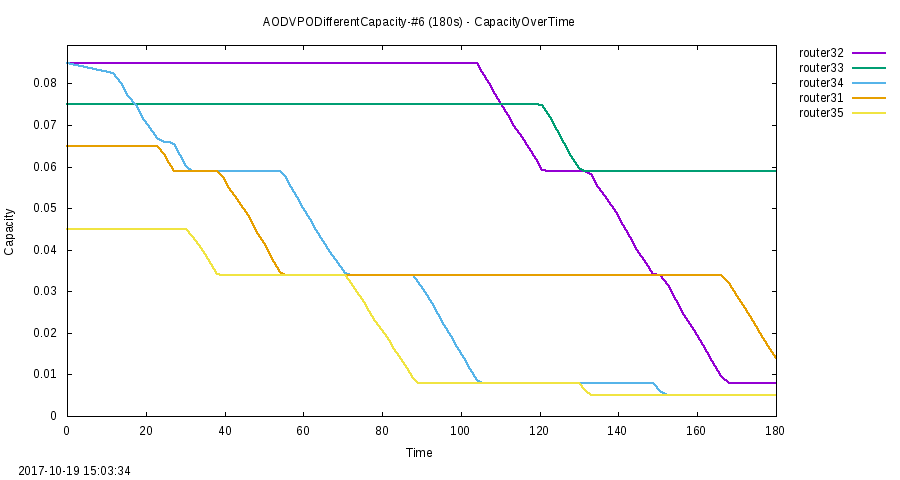 AODVPODifferentCapacity-#6 (180s) - CapacityOverTime
router32
router33
router34
router31
router35
0.08
0.07
0.06
0.05
0.04
0.03
0.02
0.01
0
Capacity
0 20 40 60 80 100 120 140 160 180
Time
2017-10-19 15:03:34